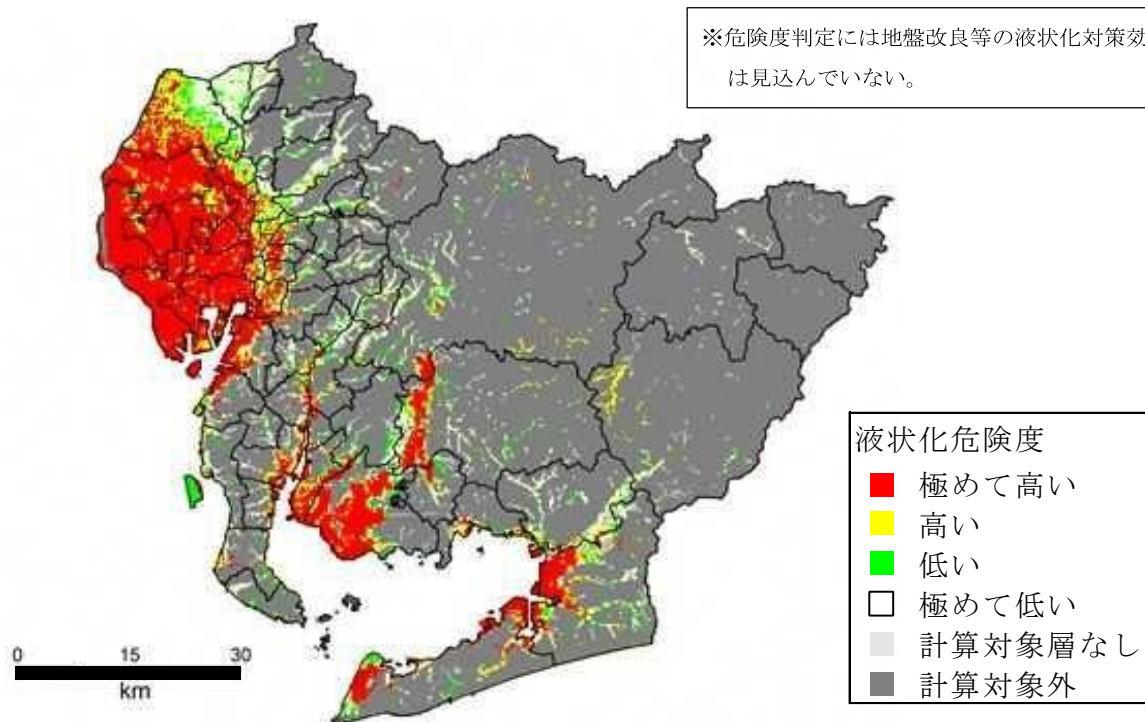 ※危険度判定には地盤改良等の液状化対策効
は見込んでいない。
液状化危険度
極めて高い
高い
低い
極めて低い
計算対象層なし
計算対象外
0 15 30
km